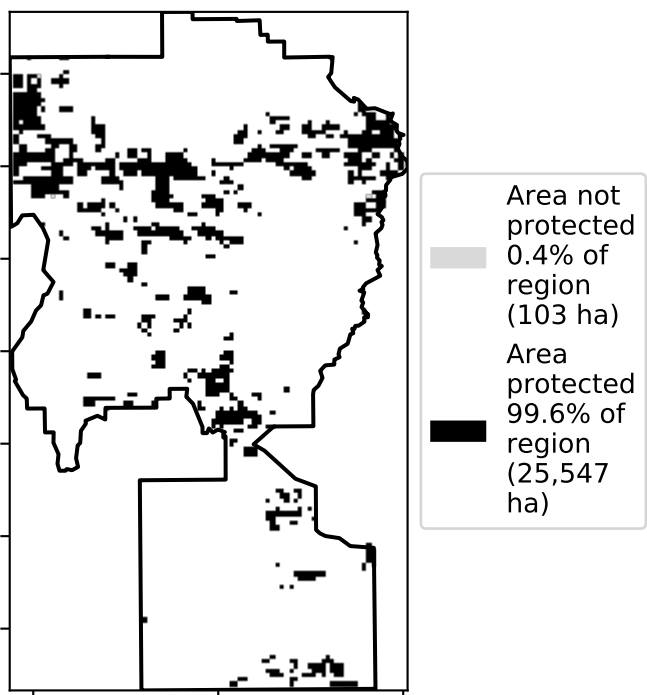 Area not
protected
0.4% of
region
(103 ha)
Area
protected
99.6% of
region
(25,547
ha)